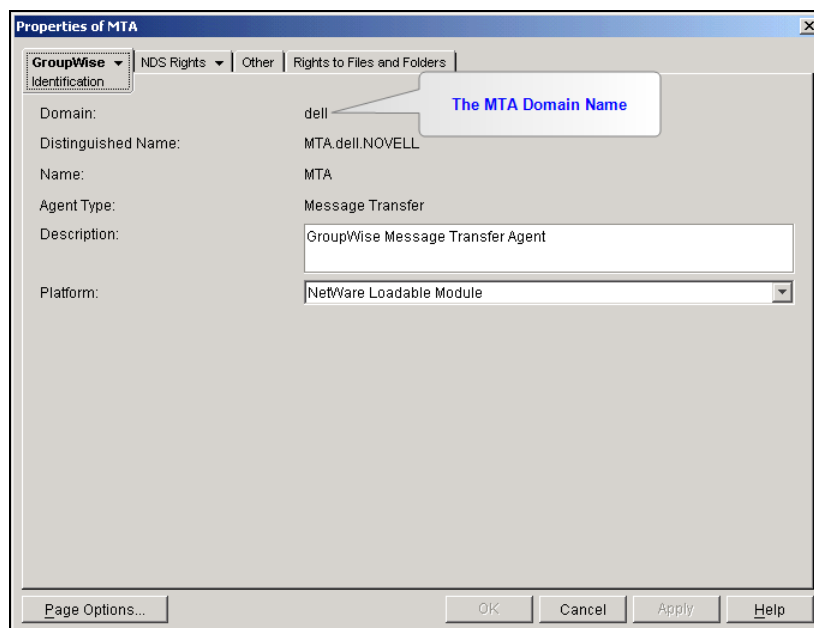 Properties of MTA
GroupWise NDS Rights Other Rights to Files and Folders
Identification
The MTA Domain Name
Domain: dell
Distinguished Name: MTA.dell.NOVELL
Name: MTA
Agent Type: Message Transfer
Description: GroupWise Message Transfer Agent
Platform: NetWare Loadable Module
Page Options... OK Cancel Apply Help